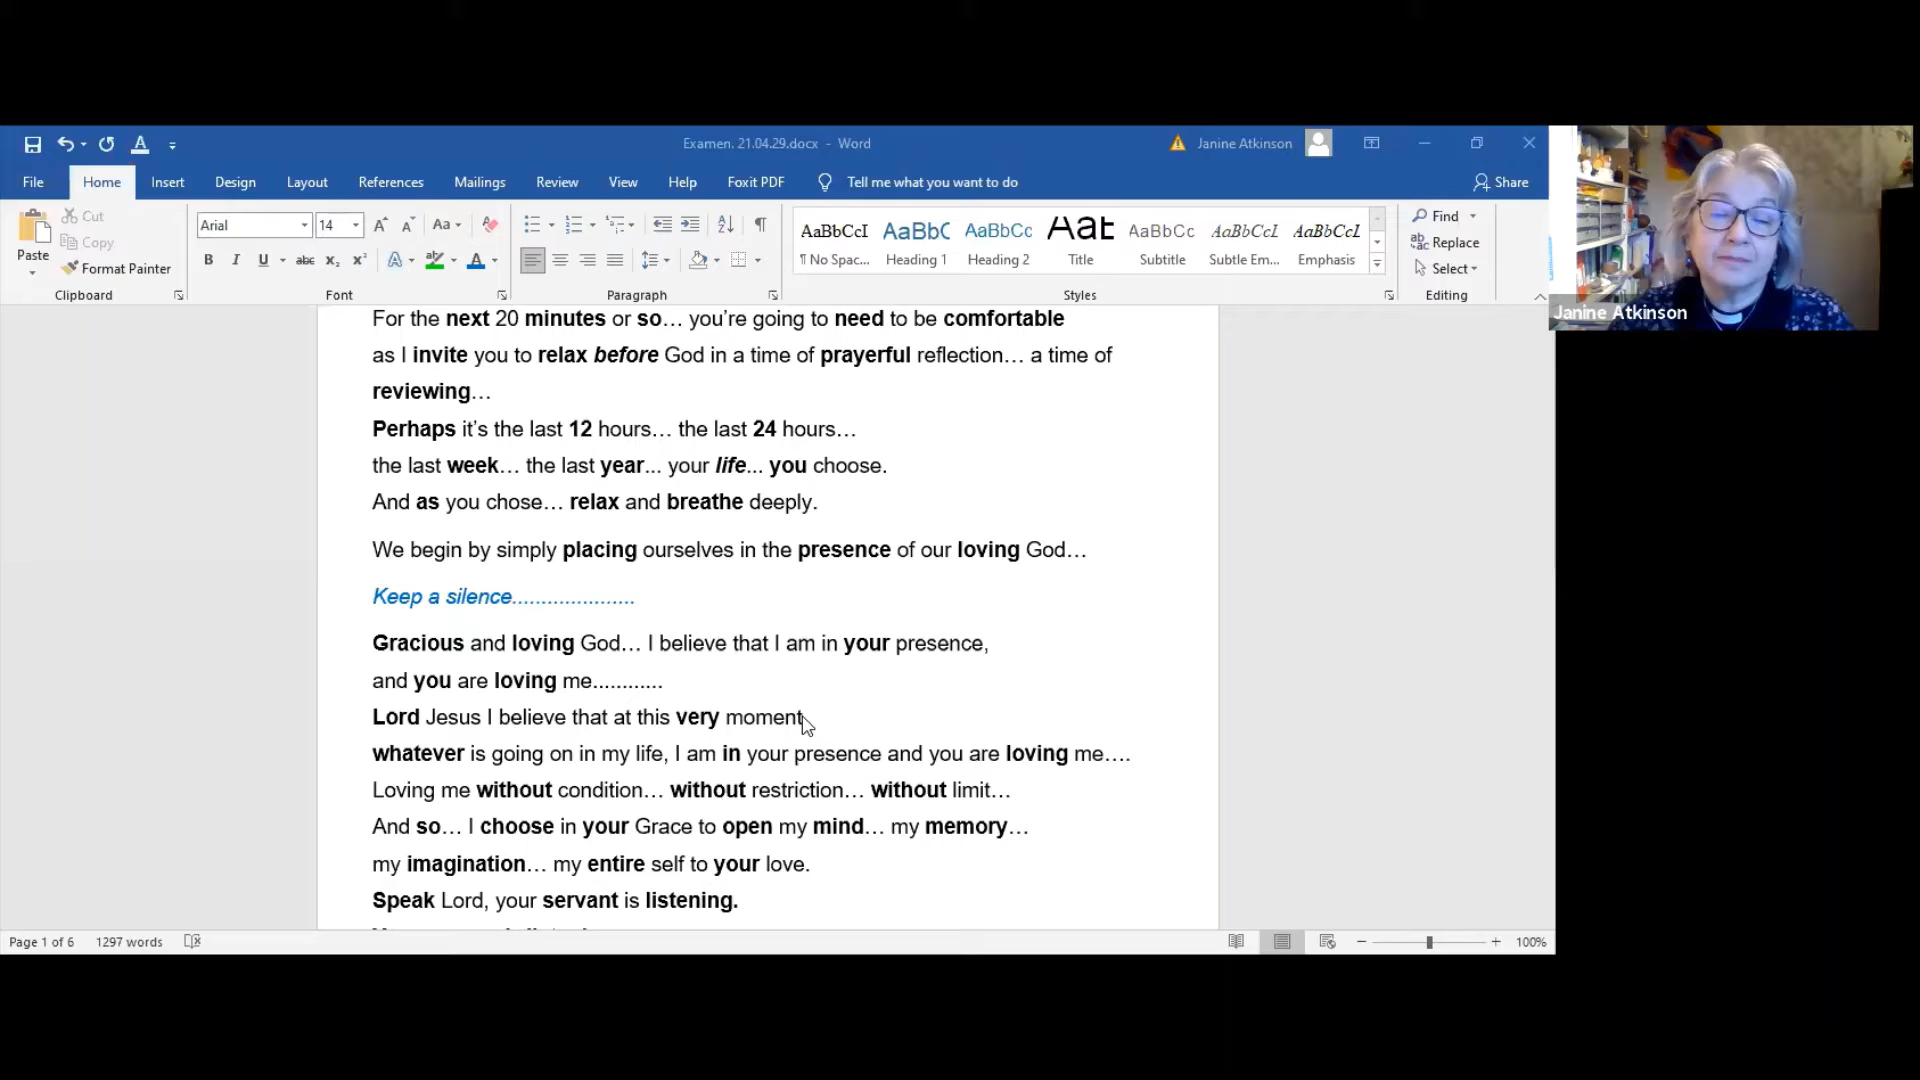 Examen. 21.04.29.docx - Word
Janine Atkinson
File Home Insert Design Layout References Mailings Review View Help Foxit PDF Tell me what you want to do Share
Paste
Cut
Copy
Format Painter
Clipboard
Arial 14
Aa
B I U abc X₂ X² A ab A
Font
Paragraph
AaBbCcI AaBbC AaBbCc AaB AaBbCc AaBbCcI AaBbCcI
¶ No Spac... Heading 1 Heading 2 Title Subtitle Subtle Em... Emphasis
Styles
Find
Replace
Select
Editing
Janine Atkinson
For the next 20 minutes or so… you’re going to need to be comfortable
as I invite you to relax before God in a time of prayerful reflection… a time of
reviewing…
Perhaps it’s the last 12 hours… the last 24 hours…
the last week… the last year... your life... you choose.
And as you chose… relax and breathe deeply.
We begin by simply placing ourselves in the presence of our loving God…
Keep a silence.....................
Gracious and loving God… I believe that I am in your presence,
and you are loving me............
Lord Jesus I believe that at this very moment
whatever is going on in my life, I am in your presence and you are loving me….
Loving me without condition… without restriction… without limit…
And so… I choose in your Grace to open my mind… my memory…
my imagination… my entire self to your love.
Speak Lord, your servant is listening.
Page 1 of 6 1297 words 100%